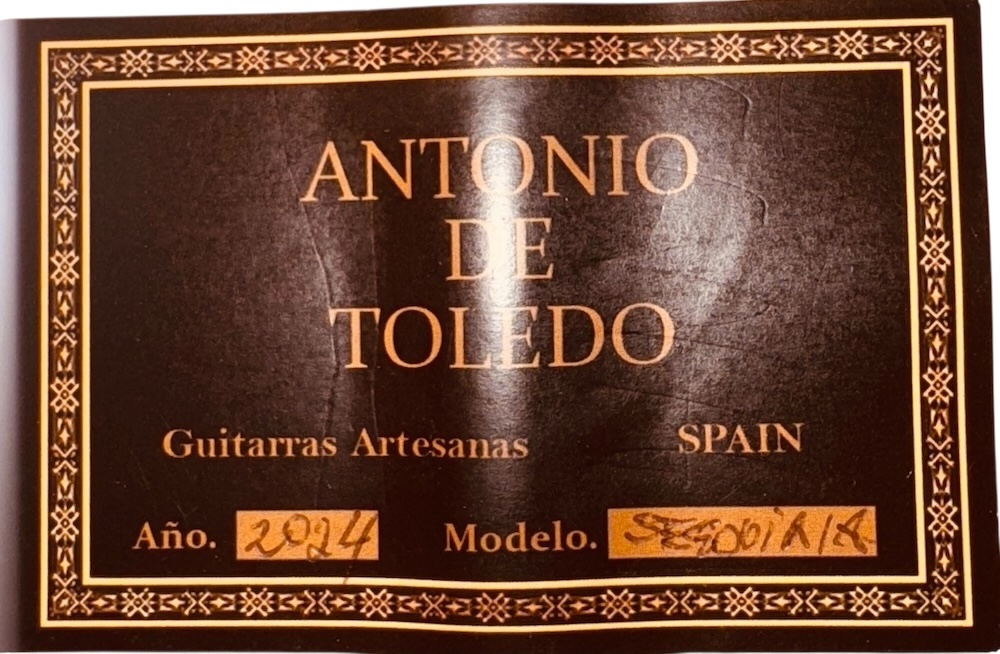 ANTONIO
DE
TOLEDO
Guitarras Artesanas SPAIN
Año. 2024 Modelo.